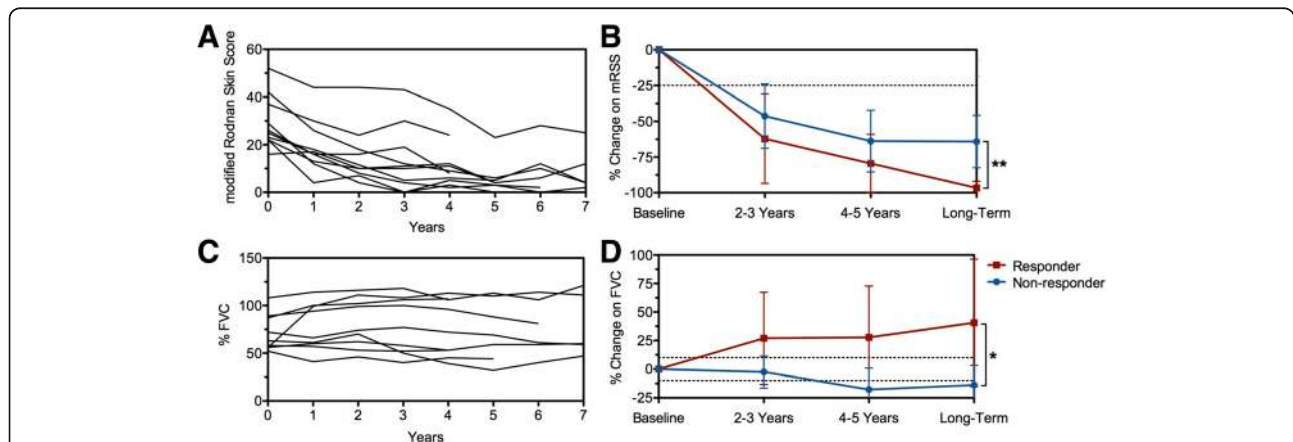 A
modified Rodnan Skin Score
60
40
20
0
0 1 2 3 4 5 6 7
Years
B
% Change on mRSS
0
-25
-50
-75
-100
**
Baseline 2-3 Years 4-5 Years Long-Term
C
% FVC
150
100
50
0
0 1 2 3 4 5 6 7
Years
D
% Change on FVC
100
75
50
25
0
-25
*
Baseline 2-3 Years 4-5 Years Long-Term
Responder
Non-responder